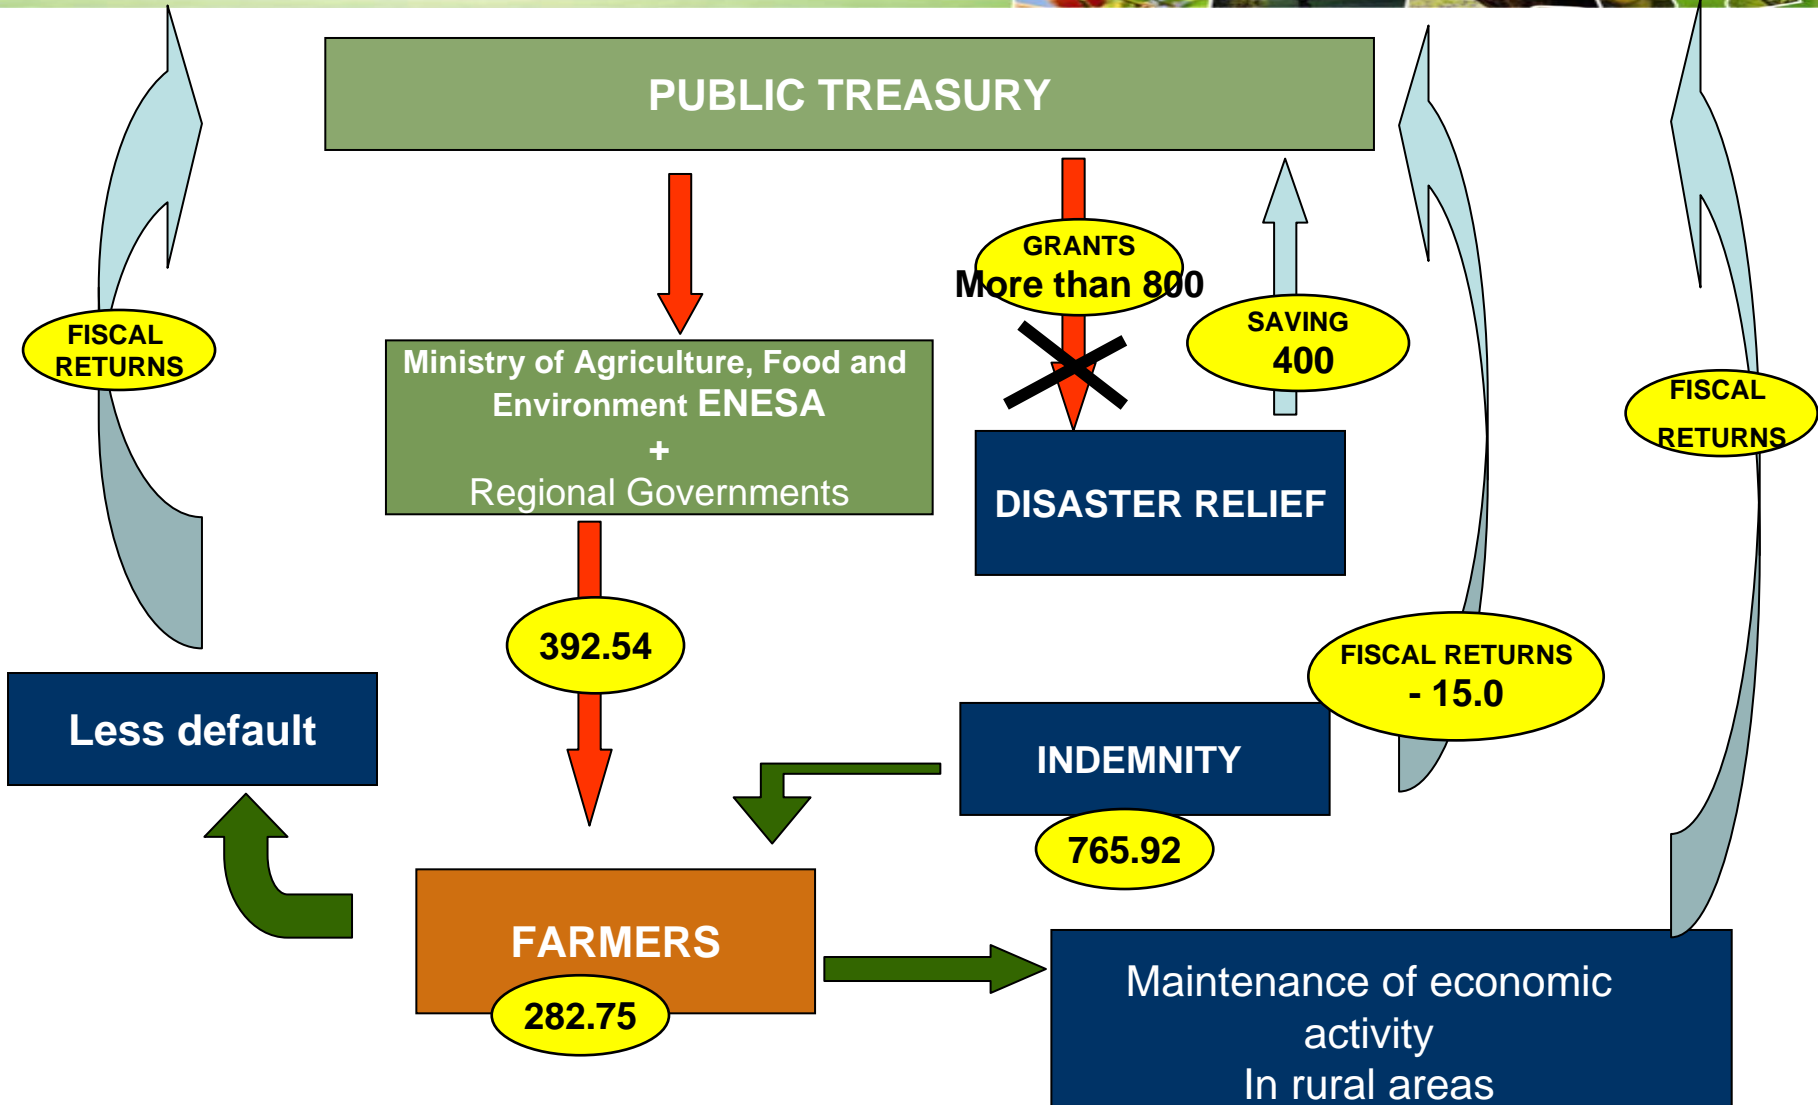 PUBLIC TREASURY
GRANTS
More than 800
SAVING
400
FISCAL
RETURNS
Ministry of Agriculture, Food and
Environment ENESA
+
Regional Governments
FISCAL
RETURNS
DISASTER RELIEF
392.54
FISCAL RETURNS
- 15.0
Less default
INDEMNITY
765.92
FARMERS
282.75
Maintenance of economic
activity
In rural areas